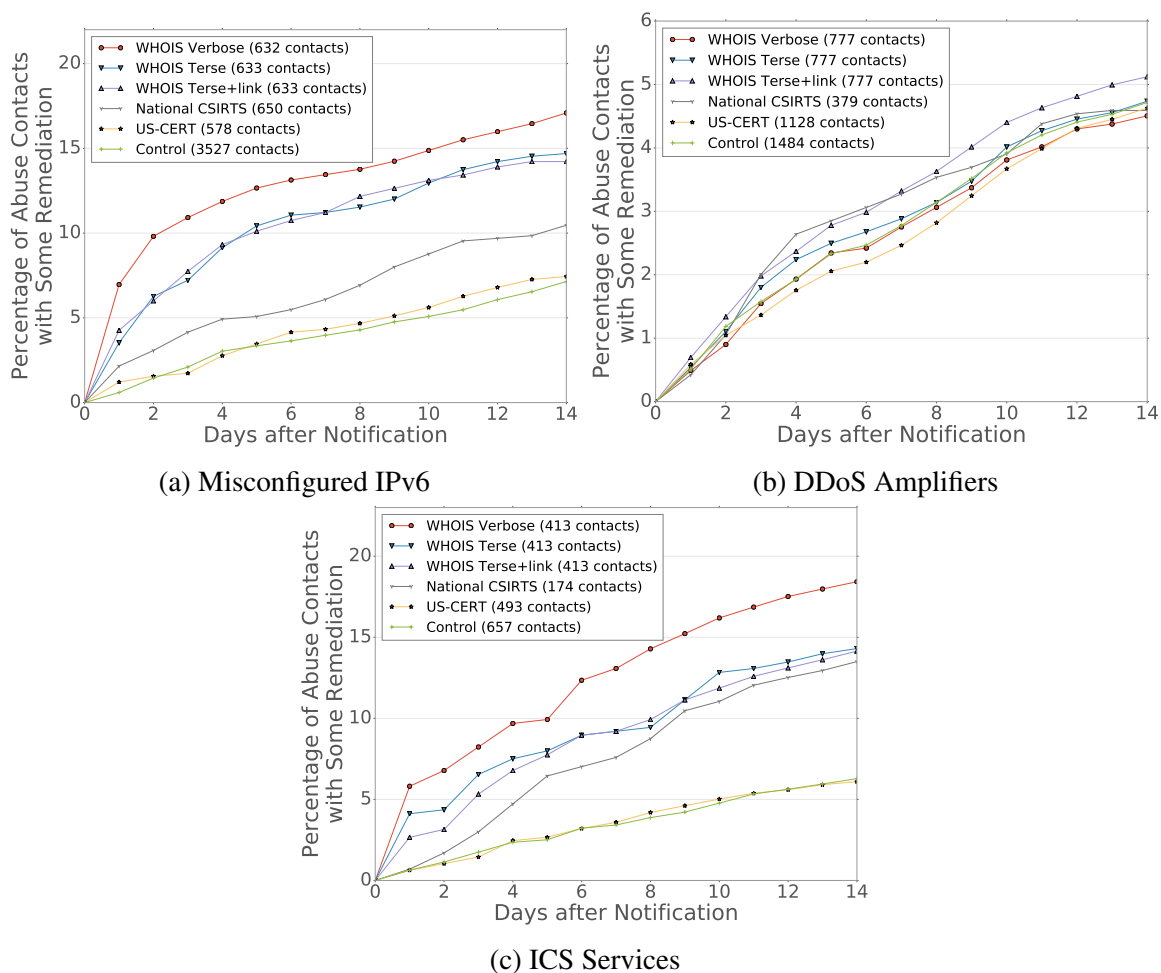 Percentage of Abuse Contacts
with Some Remediation
20
15
10
5
0
WHOIS Verbose (632 contacts)
WHOIS Terse (633 contacts)
WHOIS Terse+link (633 contacts)
National CSIRTS (650 contacts)
US-CERT (578 contacts)
Control (3527 contacts)
0 2 4 6 8 10 12 14
Days after Notification
(a) Misconfigured IPv6
Percentage of Abuse Contacts
with Some Remediation
6
5
4
3
2
1
0
WHOIS Verbose (777 contacts)
WHOIS Terse (777 contacts)
WHOIS Terse+link (777 contacts)
National CSIRTS (379 contacts)
US-CERT (1128 contacts)
Control (1484 contacts)
0 2 4 6 8 10 12 14
Days after Notification
(b) DDoS Amplifiers
Percentage of Abuse Contacts
with Some Remediation
20
15
10
5
0
WHOIS Verbose (413 contacts)
WHOIS Terse (413 contacts)
WHOIS Terse+link (413 contacts)
National CSIRTS (174 contacts)
US-CERT (493 contacts)
Control (657 contacts)
0 2 4 6 8 10 12 14
Days after Notification
(c) ICS Services